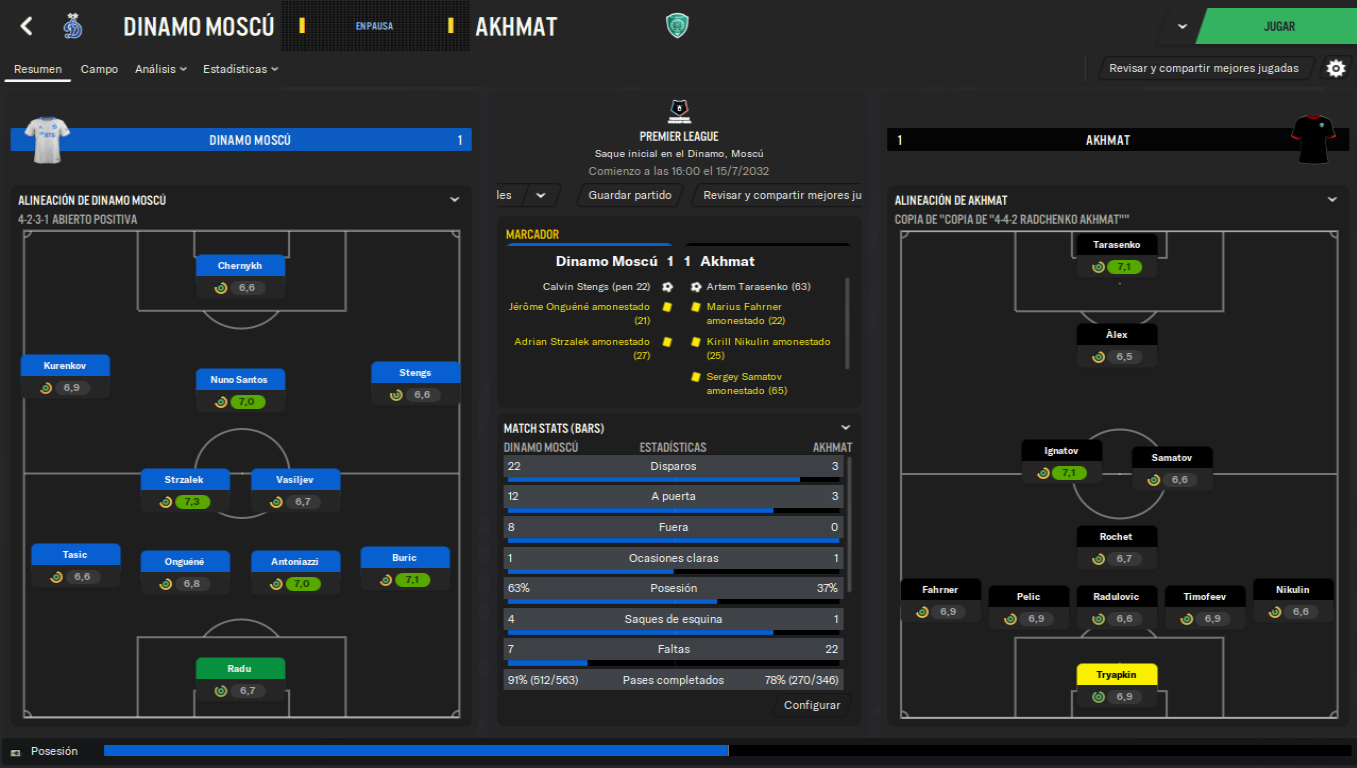 DINAMO MOSCÚ
EN PAUSA
AKHMAT
JUGAR
Resumen
Campo
Análisis
Estadísticas
Revisar y compartir mejores jugadas
DINAMO MOSCÚ 1
PREMIER LEAGUE
Saque inicial en el Dinamo, Moscú
Comienzo a las 16:00 el 15/7/2032
1 AKHMAT
les
Guardar partido
Revisar y compartir mejores ju
ALINEACIÓN DE DINAMO MOSCÚ
4-2-3-1 ABIERTO POSITIVA
Chernykh
6,6
Kurenkov
6,9
Nuno Santos
7,0
Stengs
6,6
Strzalek
7,3
Vasiljev
6,7
Tasic
6,6
Onguéné
6,8
Antoniazzi
7,0
Buric
7,1
Radu
6,7
MARCADOR
Dinamo Moscú 1 1 Akhmat
Calvin Stengs (pen 22)
Artem Tarasenko (63)
Jérôme Onguéné amonestado
(21)
Marius Fahrner
amonestado (22)
Adrian Strzalek amonestado
(27)
Kirill Nikulin amonestado
(25)
Sergey Samatov
amonestado (65)
MATCH STATS (BARS)
DINAMO MOSCÚ ESTADÍSTICAS AKHMAT
22 Disparos 3
12 A puerta 3
8 Fuera 0
1 Ocasiones claras 1
63% Posesión 37%
4 Saques de esquina 1
7 Faltas 22
91% (512/563) Pases completados 78% (270/346)
Configurar
ALINEACIÓN DE AKHMAT
COPIA DE "COPIA DE "4-4-2 RADCHENKO AKHMAT""
Tarasenko
7,1
Àlex
6,5
Ignatov
7,1
Samatov
6,6
Rochet
6,7
Fahrner
6,9
Pelic
6,9
Radulovic
6,6
Timofeev
6,9
Nikulin
6,6
Tryapkin
6,9
Posesión